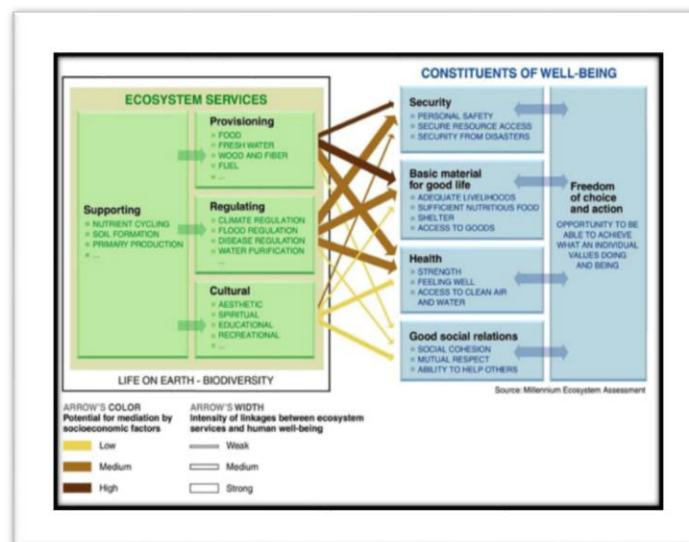 CONSTITUENTS OF WELL-BEING
ECOSYSTEM SERVICES
Supporting
NUTRIENT CYCLING
SOIL FORMATION
PRIMARY PRODUCTION
...
Provisioning
FOOD
FRESH WATER
WOOD AND FIBER
FUEL
...
Regulating
CLIMATE REGULATION
FLOOD REGULATION
DISEASE REGULATION
WATER PURIFICATION
...
Cultural
AESTHETIC
SPIRITUAL
EDUCATIONAL
RECREATIONAL
...
LIFE ON EARTH - BIODIVERSITY
Security
PERSONAL SAFETY
SECURE RESOURCE ACCESS
SECURITY FROM DISASTERS
Basic material
for good life
ADEQUATE LIVELIHOODS
SUFFICIENT NUTRITIOUS FOOD
SHELTER
ACCESS TO GOODS
Health
STRENGTH
FEELING WELL
ACCESS TO CLEAN AIR
AND WATER
Good social relations
SOCIAL COHESION
MUTUAL RESPECT
ABILITY TO HELP OTHERS
Freedom
of choice
and action
OPPORTUNITY TO BE
ABLE TO ACHIEVE
WHAT AN INDIVIDUAL
VALUES DOING
AND BEING
Source: Millennium Ecosystem Assessment
ARROW'S COLOR
Potential for mediation by
socioeconomic factors
Low
Medium
High
ARROW'S WIDTH
Intensity of linkages between ecosystem
services and human well-being
Weak
Medium
Strong